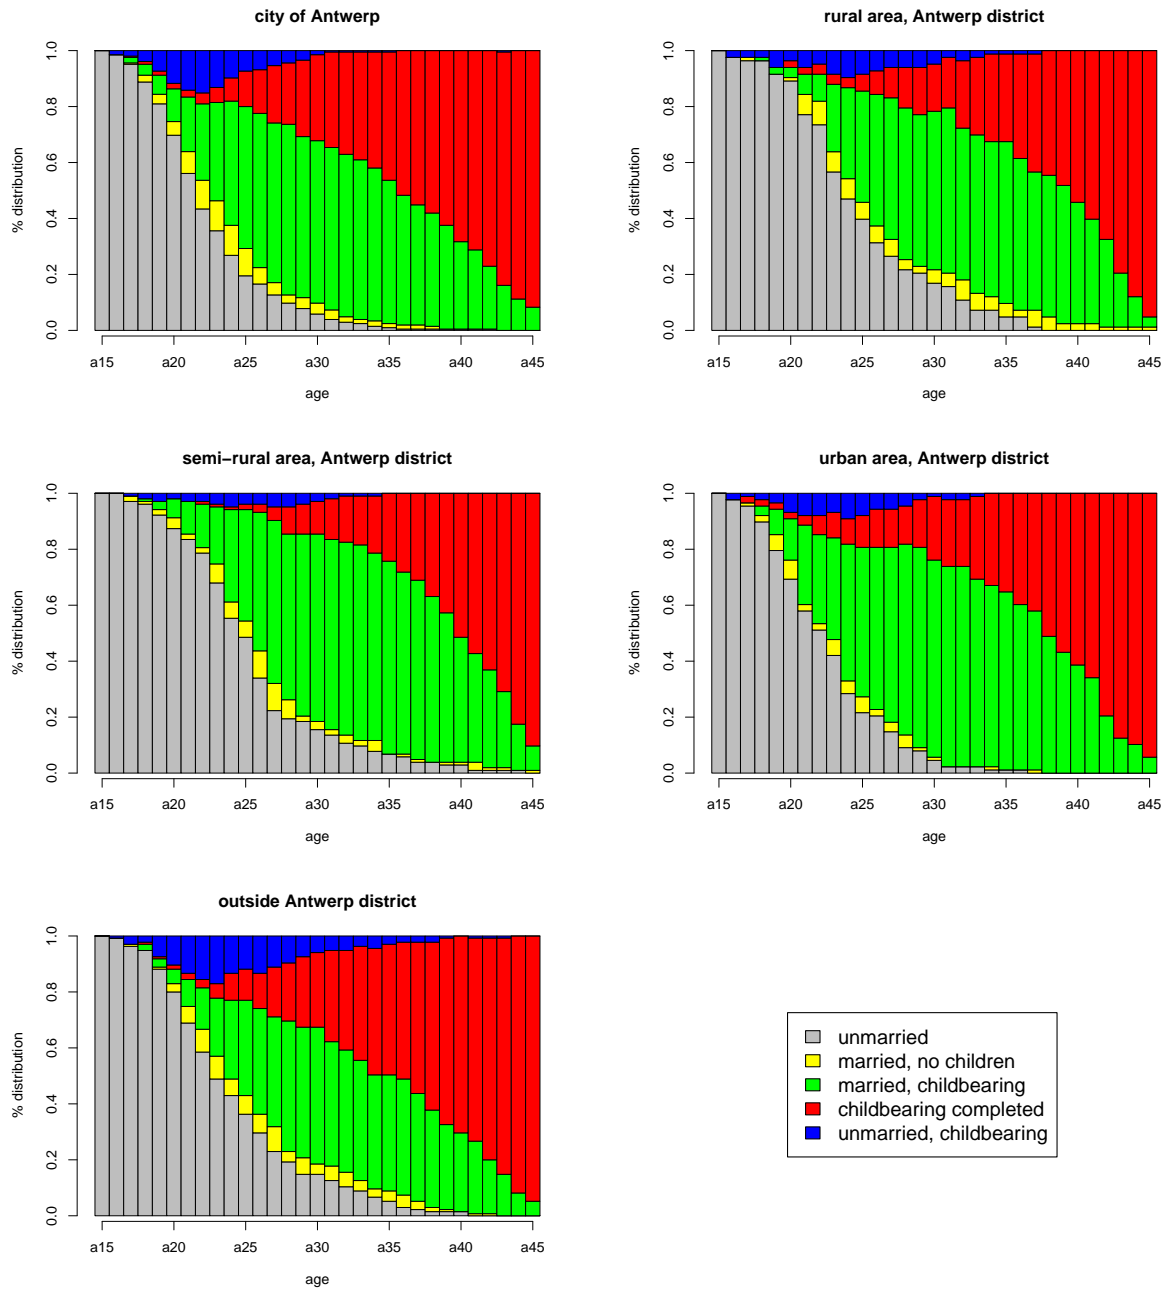 city of Antwerp
% distribution
1.0
0.8
0.6
0.4
0.2
0.0
a15 a20 a25 a30 a35 a40 a45
age
rural area, Antwerp district
% distribution
1.0
0.8
0.6
0.4
0.2
0.0
a15 a20 a25 a30 a35 a40 a45
age
semi−rural area, Antwerp district
% distribution
1.0
0.8
0.6
0.4
0.2
0.0
a15 a20 a25 a30 a35 a40 a45
age
urban area, Antwerp district
% distribution
1.0
0.8
0.6
0.4
0.2
0.0
a15 a20 a25 a30 a35 a40 a45
age
outside Antwerp district
% distribution
1.0
0.8
0.6
0.4
0.2
0.0
a15 a20 a25 a30 a35 a40 a45
age
unmarried
married, no children
married, childbearing
childbearing completed
unmarried, childbearing